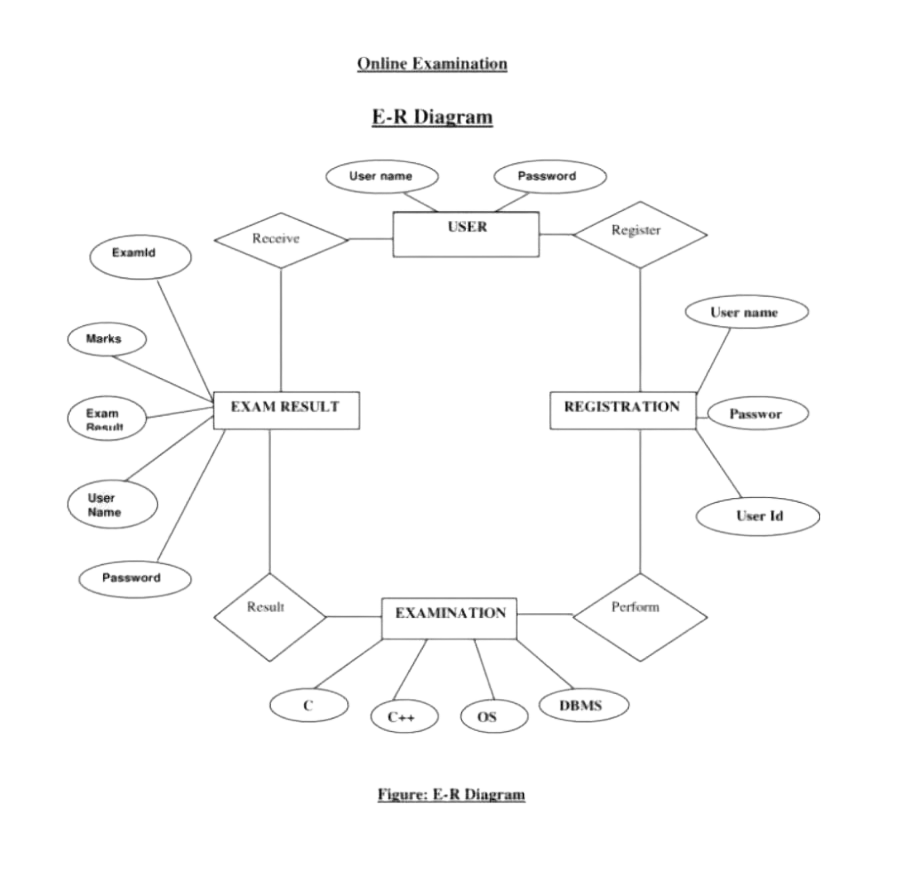 Online Examination
E-R Diagram
User name
Password
USER
Receive
Register
ExamId
User name
Marks
EXAM RESULT
REGISTRATION
Exam
Result
Passwor
User
Name
User Id
Password
Result
EXAMINATION
Perform
C
C++
OS
DBMS
Figure: E-R Diagram